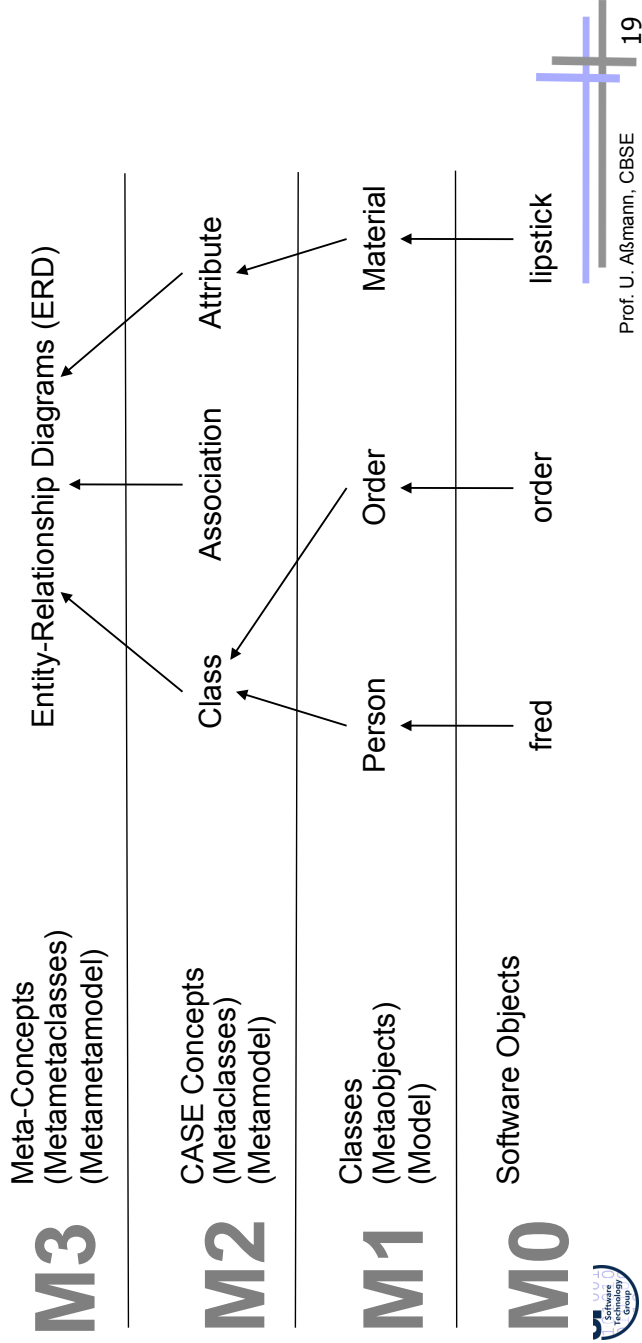 M3
Meta-Concepts
(Metametaclasses)
(Metametamodel)
Entity-Relationship Diagrams (ERD)
M2
CASE Concepts
(Metaclasses)
(Metamodel)
Class
Association
Attribute
M1
Classes
(Metaobjects)
(Model)
Person
Order
Material
M0
Software Objects
fred
order
lipstick
Software
Technology
Group
Prof. U. Aßmann, CBSE
19